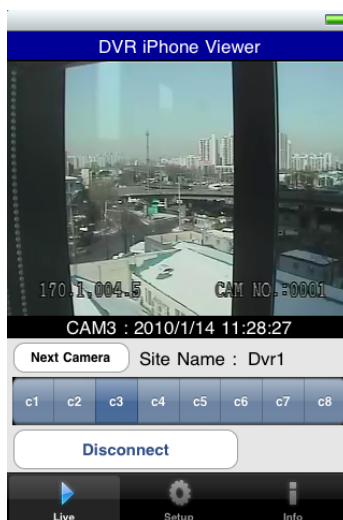 DVR iPhone Viewer
170.1.004.5 CAM NO.:0001
CAM3 : 2010/1/14 11:28:27
Next Camera Site Name : Dvr1
c1 c2 c3 c4 c5 c6 c7 c8
Disconnect
Live Setup Info